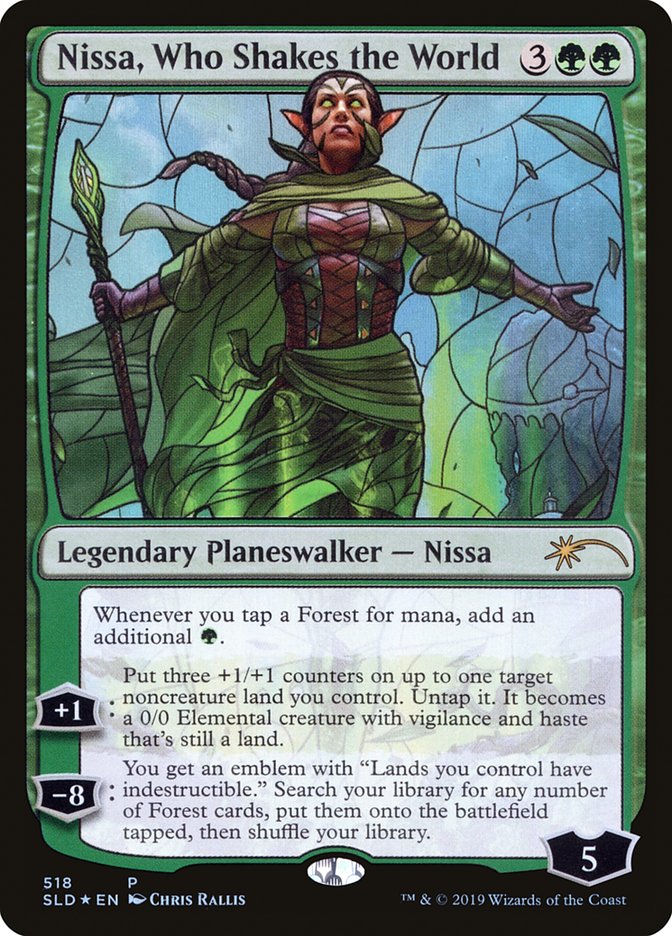 Nissa, Who Shakes the World 3
Legendary Planeswalker — Nissa
Whenever you tap a Forest for mana, add an
additional .
Put three +1/+1 counters on up to one target
noncreature land you control. Untap it. It becomes
+1 : a 0/0 Elemental creature with vigilance and haste
that's still a land.
You get an emblem with “Lands you control have
-8 : indestructible.” Search your library for any number
of Forest cards, put them onto the battlefield
tapped, then shuffle your library.
5
518 P
SLD ★ EN Chris Rallis
™ & © 2019 Wizards of the Coast